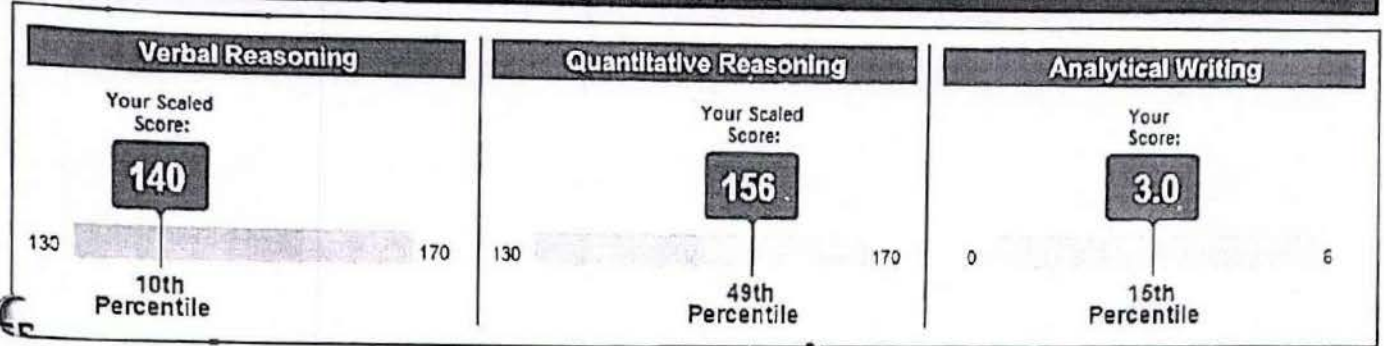 Verbal Reasoning
Your Scaled
Score:
140
130
170
10th
Percentile
Quantitative Reasoning
Your Scaled
Score:
156
130
170
49th
Percentile
Analytical Writing
Your
Score:
3.0
0
6
15th
Percentile